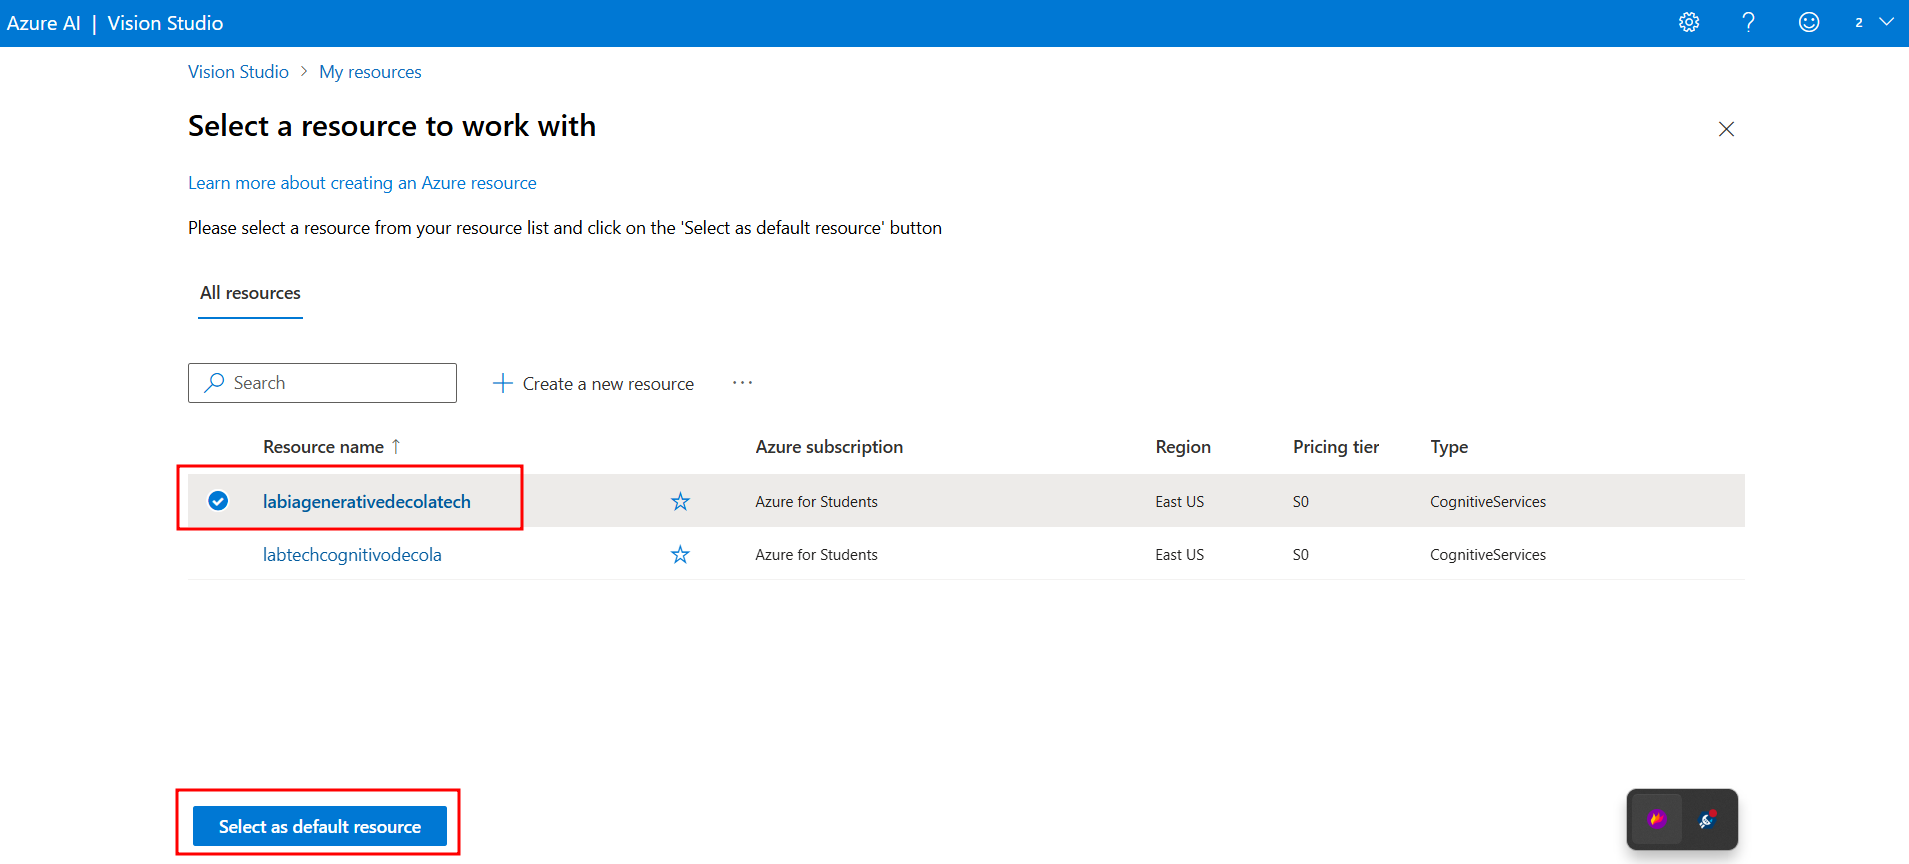 Azure AI | Vision Studio
2
Vision Studio > My resources
Select a resource to work with
Learn more about creating an Azure resource
Please select a resource from your resource list and click on the 'Select as default resource' button
All resources
Search
Create a new resource
Resource name ↑ Azure subscription Region Pricing tier Type
labiagenerativedecolatech Azure for Students East US S0 CognitiveServices
labtechcognitivodecola Azure for Students East US S0 CognitiveServices
Select as default resource